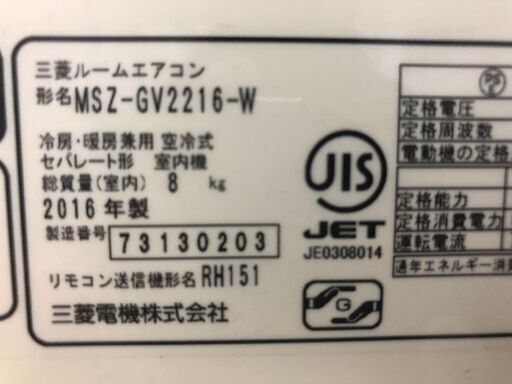 三菱ルームエアコン
形名 MSZ-GV2216-W
冷房・暖房兼用 空冷式
セパレート形 室内機
総質量(室内) 8 kg
2016 年製
製造番号 73130203
リモコン送信機形名 RH151
三菱電機株式会社
JIS
JET
JE0308014
G
PS
E
定格電圧
定格周波数
電動機の定格
定格能力
定格消費電力
運転電流
通年エネルギー消費